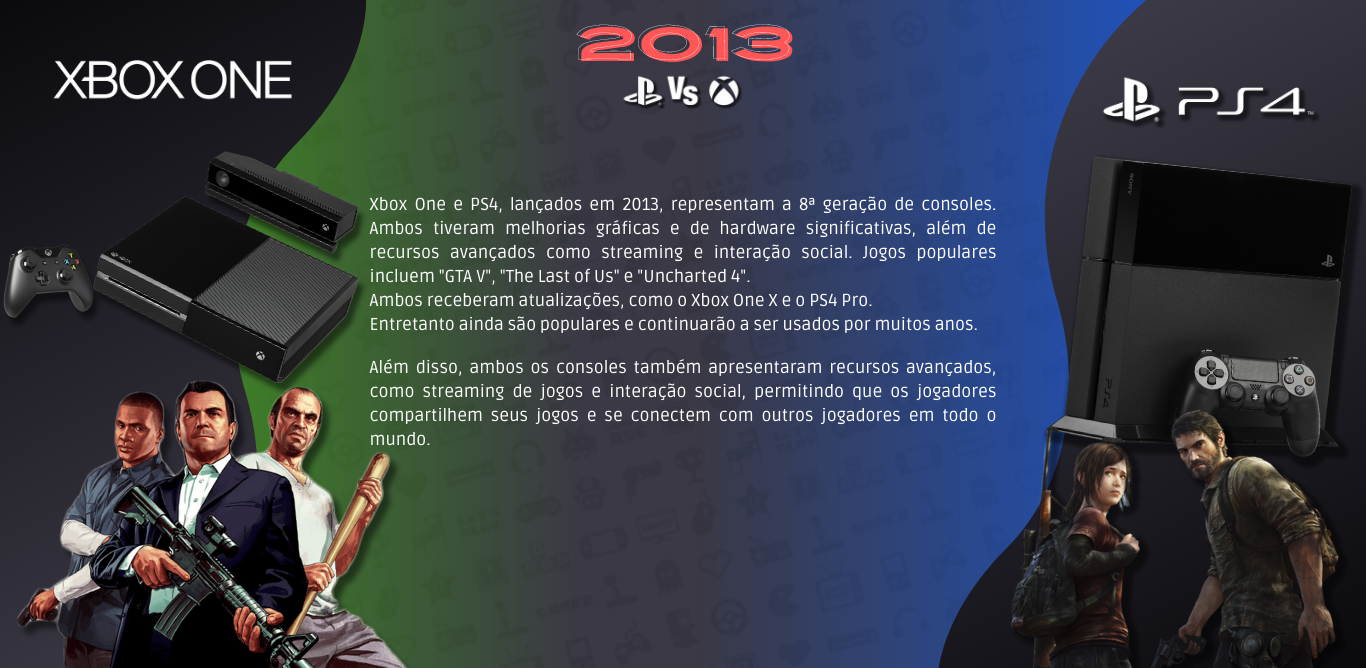 2013
Vs
XBOX ONE
PS4
Xbox One e PS4, lançados em 2013, representam a 8ª geração de consoles.
Ambos tiveram melhorias gráficas e de hardware significativas, além de
recursos avançados como streaming e interação social. Jogos populares
incluem "GTA V", "The Last of Us" e "Uncharted 4".
Ambos receberam atualizações, como o Xbox One X e o PS4 Pro.
Entretanto ainda são populares e continuarão a ser usados por muitos anos.
Além disso, ambos os consoles também apresentaram recursos avançados,
como streaming de jogos e interação social, permitindo que os jogadores
compartilhem seus jogos e se conectem com outros jogadores em todo o
mundo.
XBOX
SONY
PS4